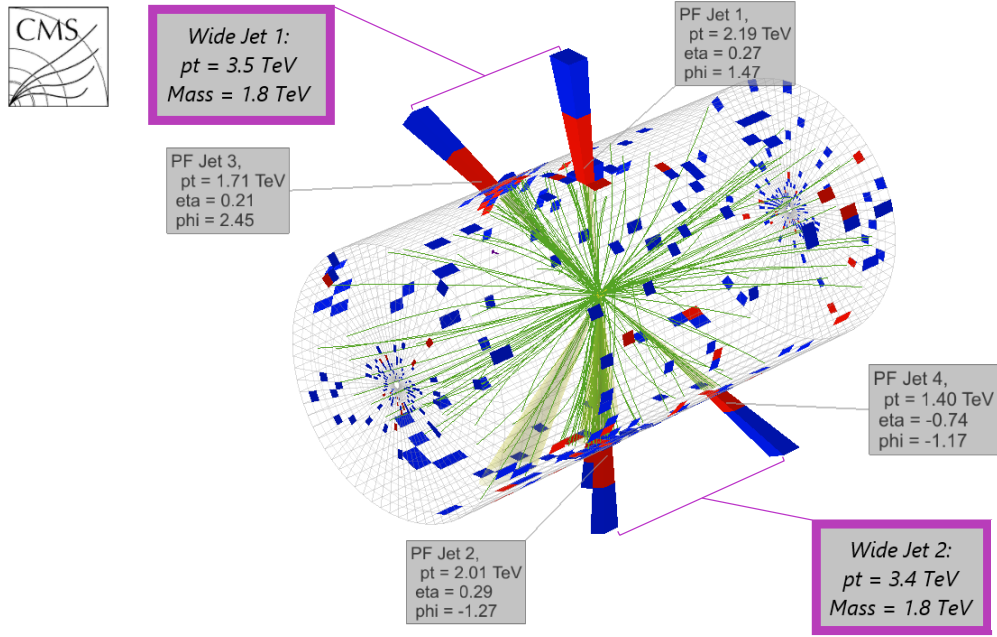 CMS
Wide Jet 1:
pt = 3.5 TeV
Mass = 1.8 TeV
PF Jet 1,
pt = 2.19 TeV
eta = 0.27
phi = 1.47
PF Jet 3,
pt = 1.71 TeV
eta = 0.21
phi = 2.45
PF Jet 4,
pt = 1.40 TeV
eta = -0.74
phi = -1.17
PF Jet 2,
pt = 2.01 TeV
eta = 0.29
phi = -1.27
Wide Jet 2:
pt = 3.4 TeV
Mass = 1.8 TeV